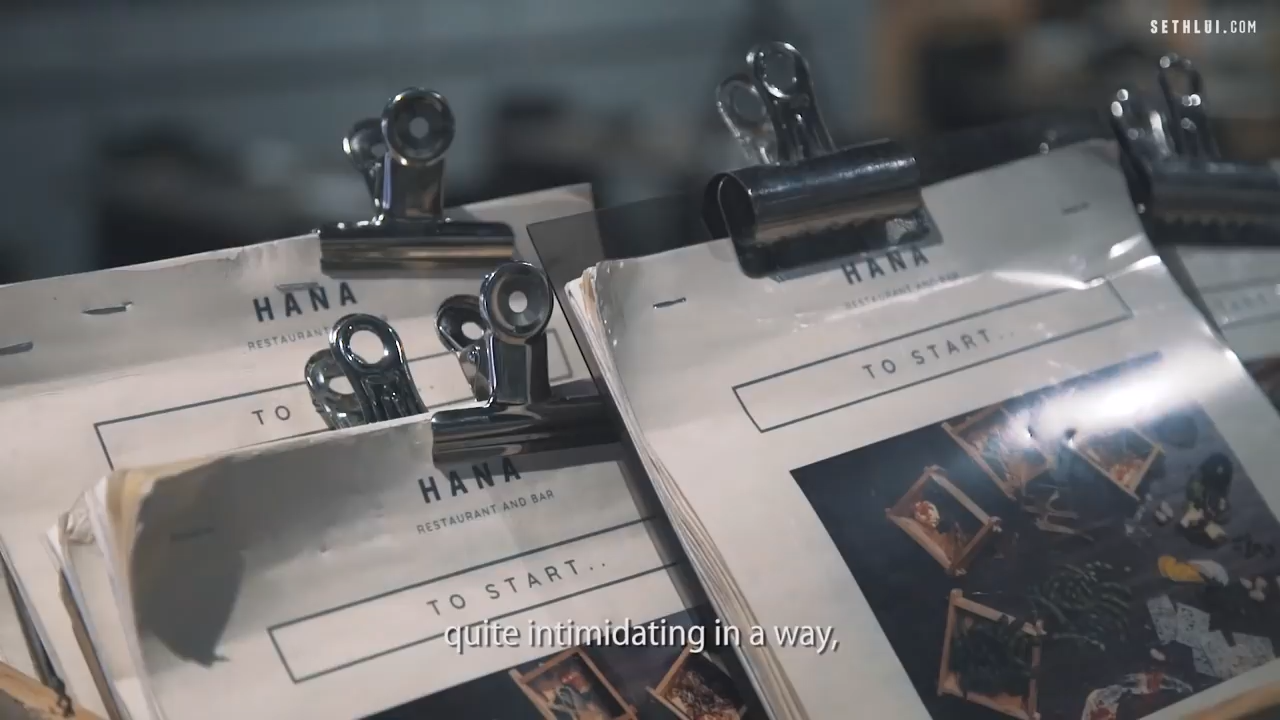 SETHLUI.COM
HANA
RESTAURANT
TO
HANA
RESTAURANT AND BAR
TO START..
HANA
RESTAURANT AND BAR
TO START..
quite intimidating in a way,